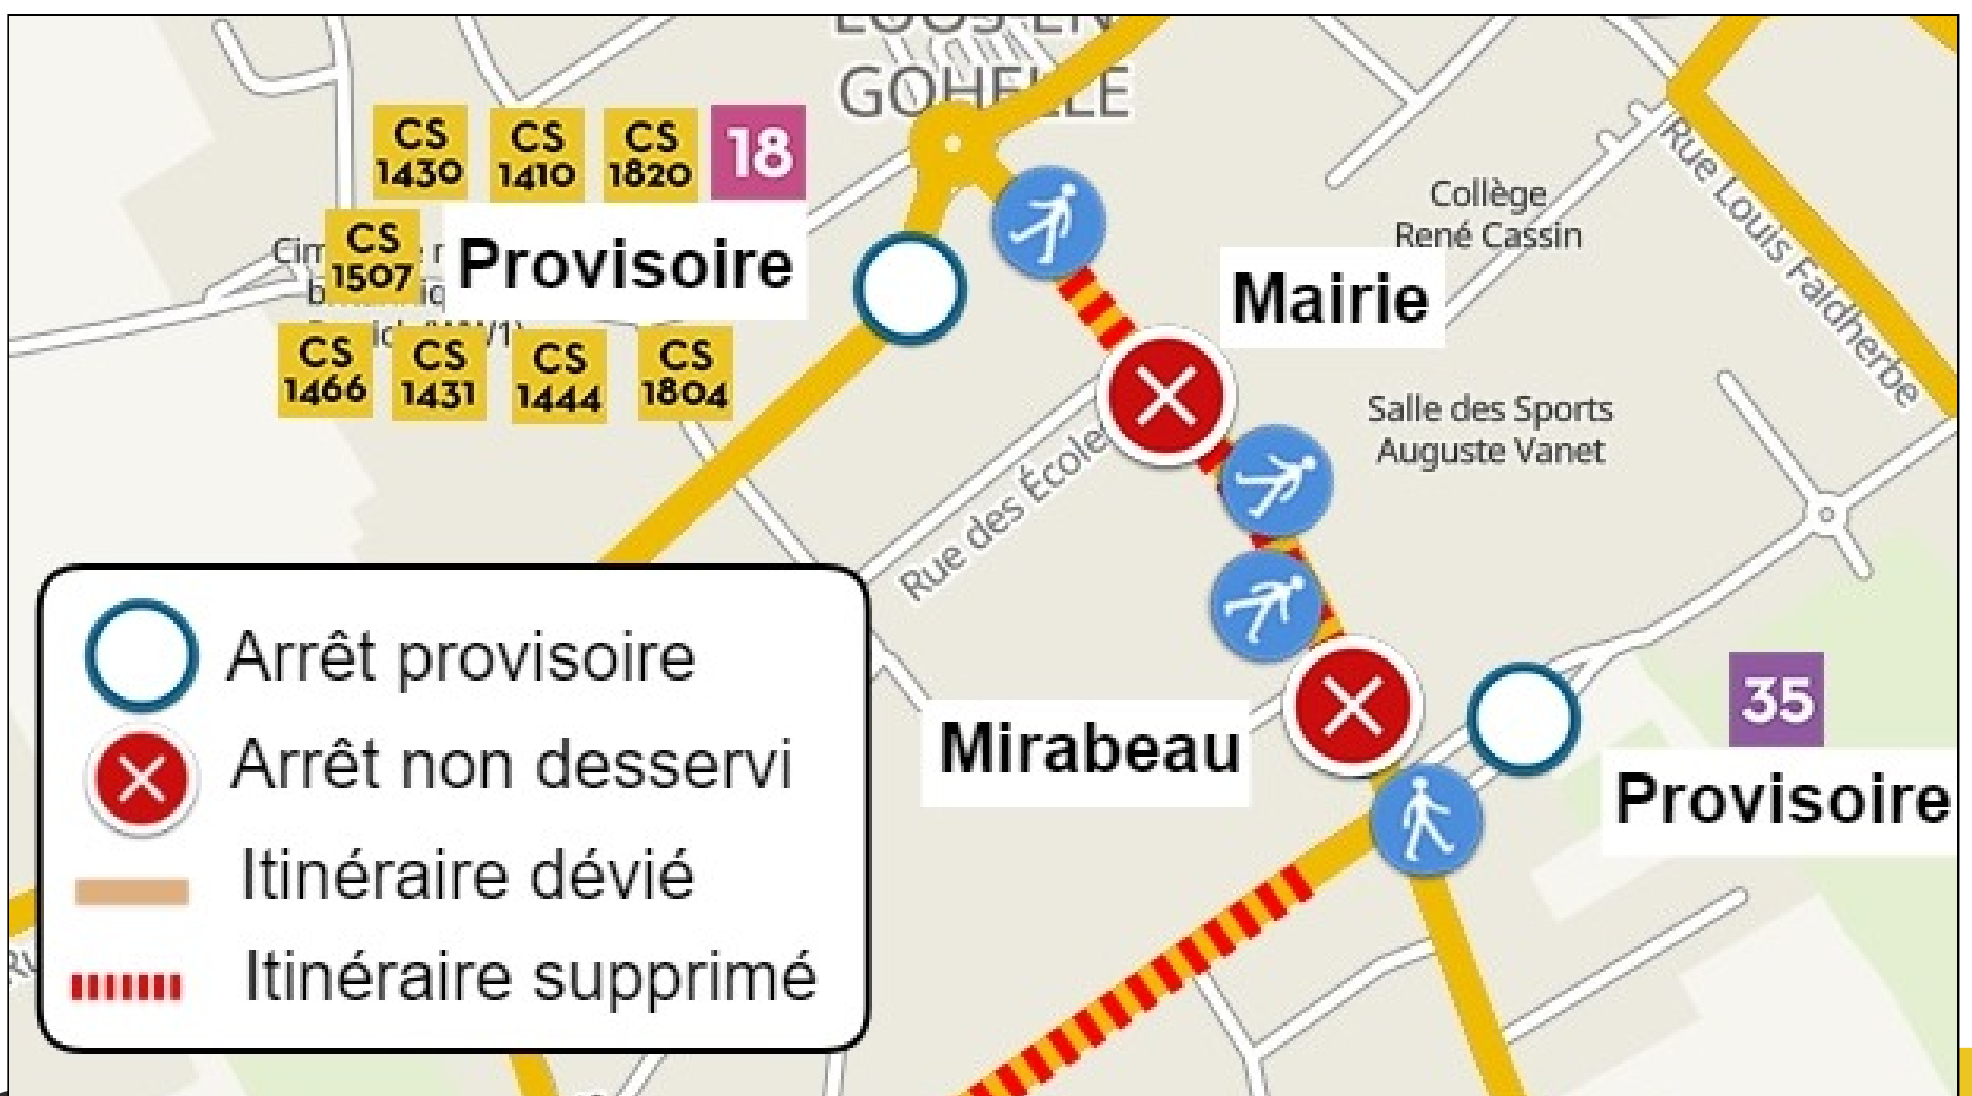 GOHELLE
CS
1430
CS
1410
CS
1820
18
CS
1507
Provisoire
CS
1466
CS
1431
CS
1444
CS
1804
Collège
René Cassin
Mairie
Rue Louis Faidherbe
Salle des Sports
Auguste Vanet
Rue des Écoles
Mirabeau
35
Provisoire
Arrêt provisoire
Arrêt non desservi
Itinéraire dévié
Itinéraire supprimé